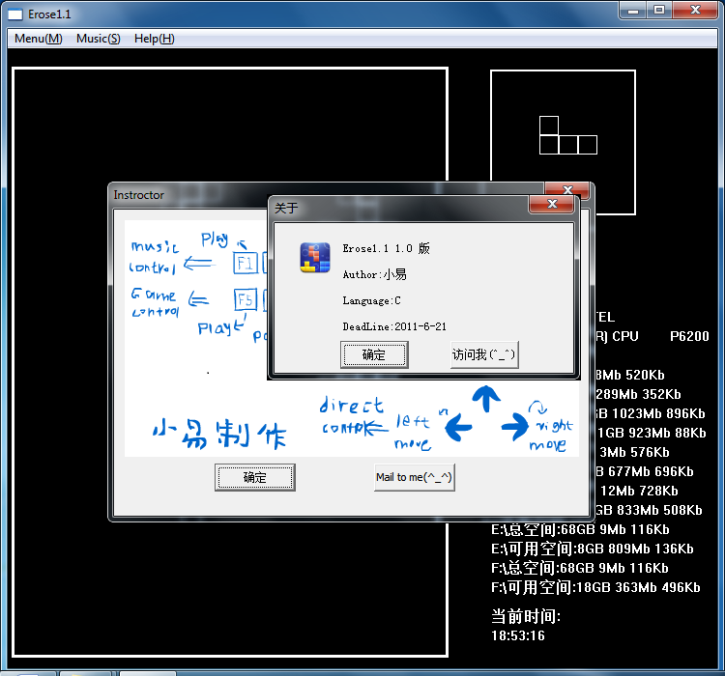 Erose1.1
Menu(M) Music(S) Help(H)
Instroctor
关于
music
control
Play
F1
Game
control
F5
Play
Erose1.1 1.0 版
Author:小易
Language:C
DeadLine:2011-6-21
确定 访问我(^_^)
小易制作
direct
control
left
move
right
move
确定 Mail to me(^_^)
TEL
R) CPU P6200
8Mb 520Kb
289Mb 352Kb
GB 1023Mb 896Kb
1GB 923Mb 88Kb
3Mb 576Kb
B 677Mb 696Kb
12Mb 728Kb
GB 833Mb 508Kb
E:\总空间:68GB 9Mb 116Kb
E:\可用空间:8GB 809Mb 136Kb
F:\总空间:68GB 9Mb 116Kb
F:\可用空间:18GB 363Mb 496Kb
当前时间:
18:53:16